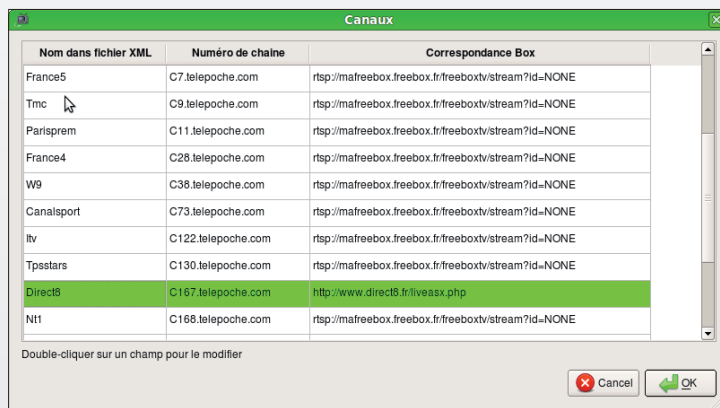 Canaux
Nom dans fichier XML Numéro de chaine Correspondance Box
France5 C7.telepoche.com rtsp://mafreebox.freebox.fr/freeboxtv/stream?id=NONE
Tmc C9.telepoche.com rtsp://mafreebox.freebox.fr/freeboxtv/stream?id=NONE
Parisprem C11.telepoche.com rtsp://mafreebox.freebox.fr/freeboxtv/stream?id=NONE
France4 C28.telepoche.com rtsp://mafreebox.freebox.fr/freeboxtv/stream?id=NONE
W9 C38.telepoche.com rtsp://mafreebox.freebox.fr/freeboxtv/stream?id=NONE
Canalsport C73.telepoche.com rtsp://mafreebox.freebox.fr/freeboxtv/stream?id=NONE
Itv C122.telepoche.com rtsp://mafreebox.freebox.fr/freeboxtv/stream?id=NONE
Tpsstars C130.telepoche.com rtsp://mafreebox.freebox.fr/freeboxtv/stream?id=NONE
Direct8 C167.telepoche.com http://www.direct8.fr/liveasx.php
Nt1 C168.telepoche.com rtsp://mafreebox.freebox.fr/freeboxtv/stream?id=NONE
Double-cliquer sur un champ pour le modifier
Cancel OK